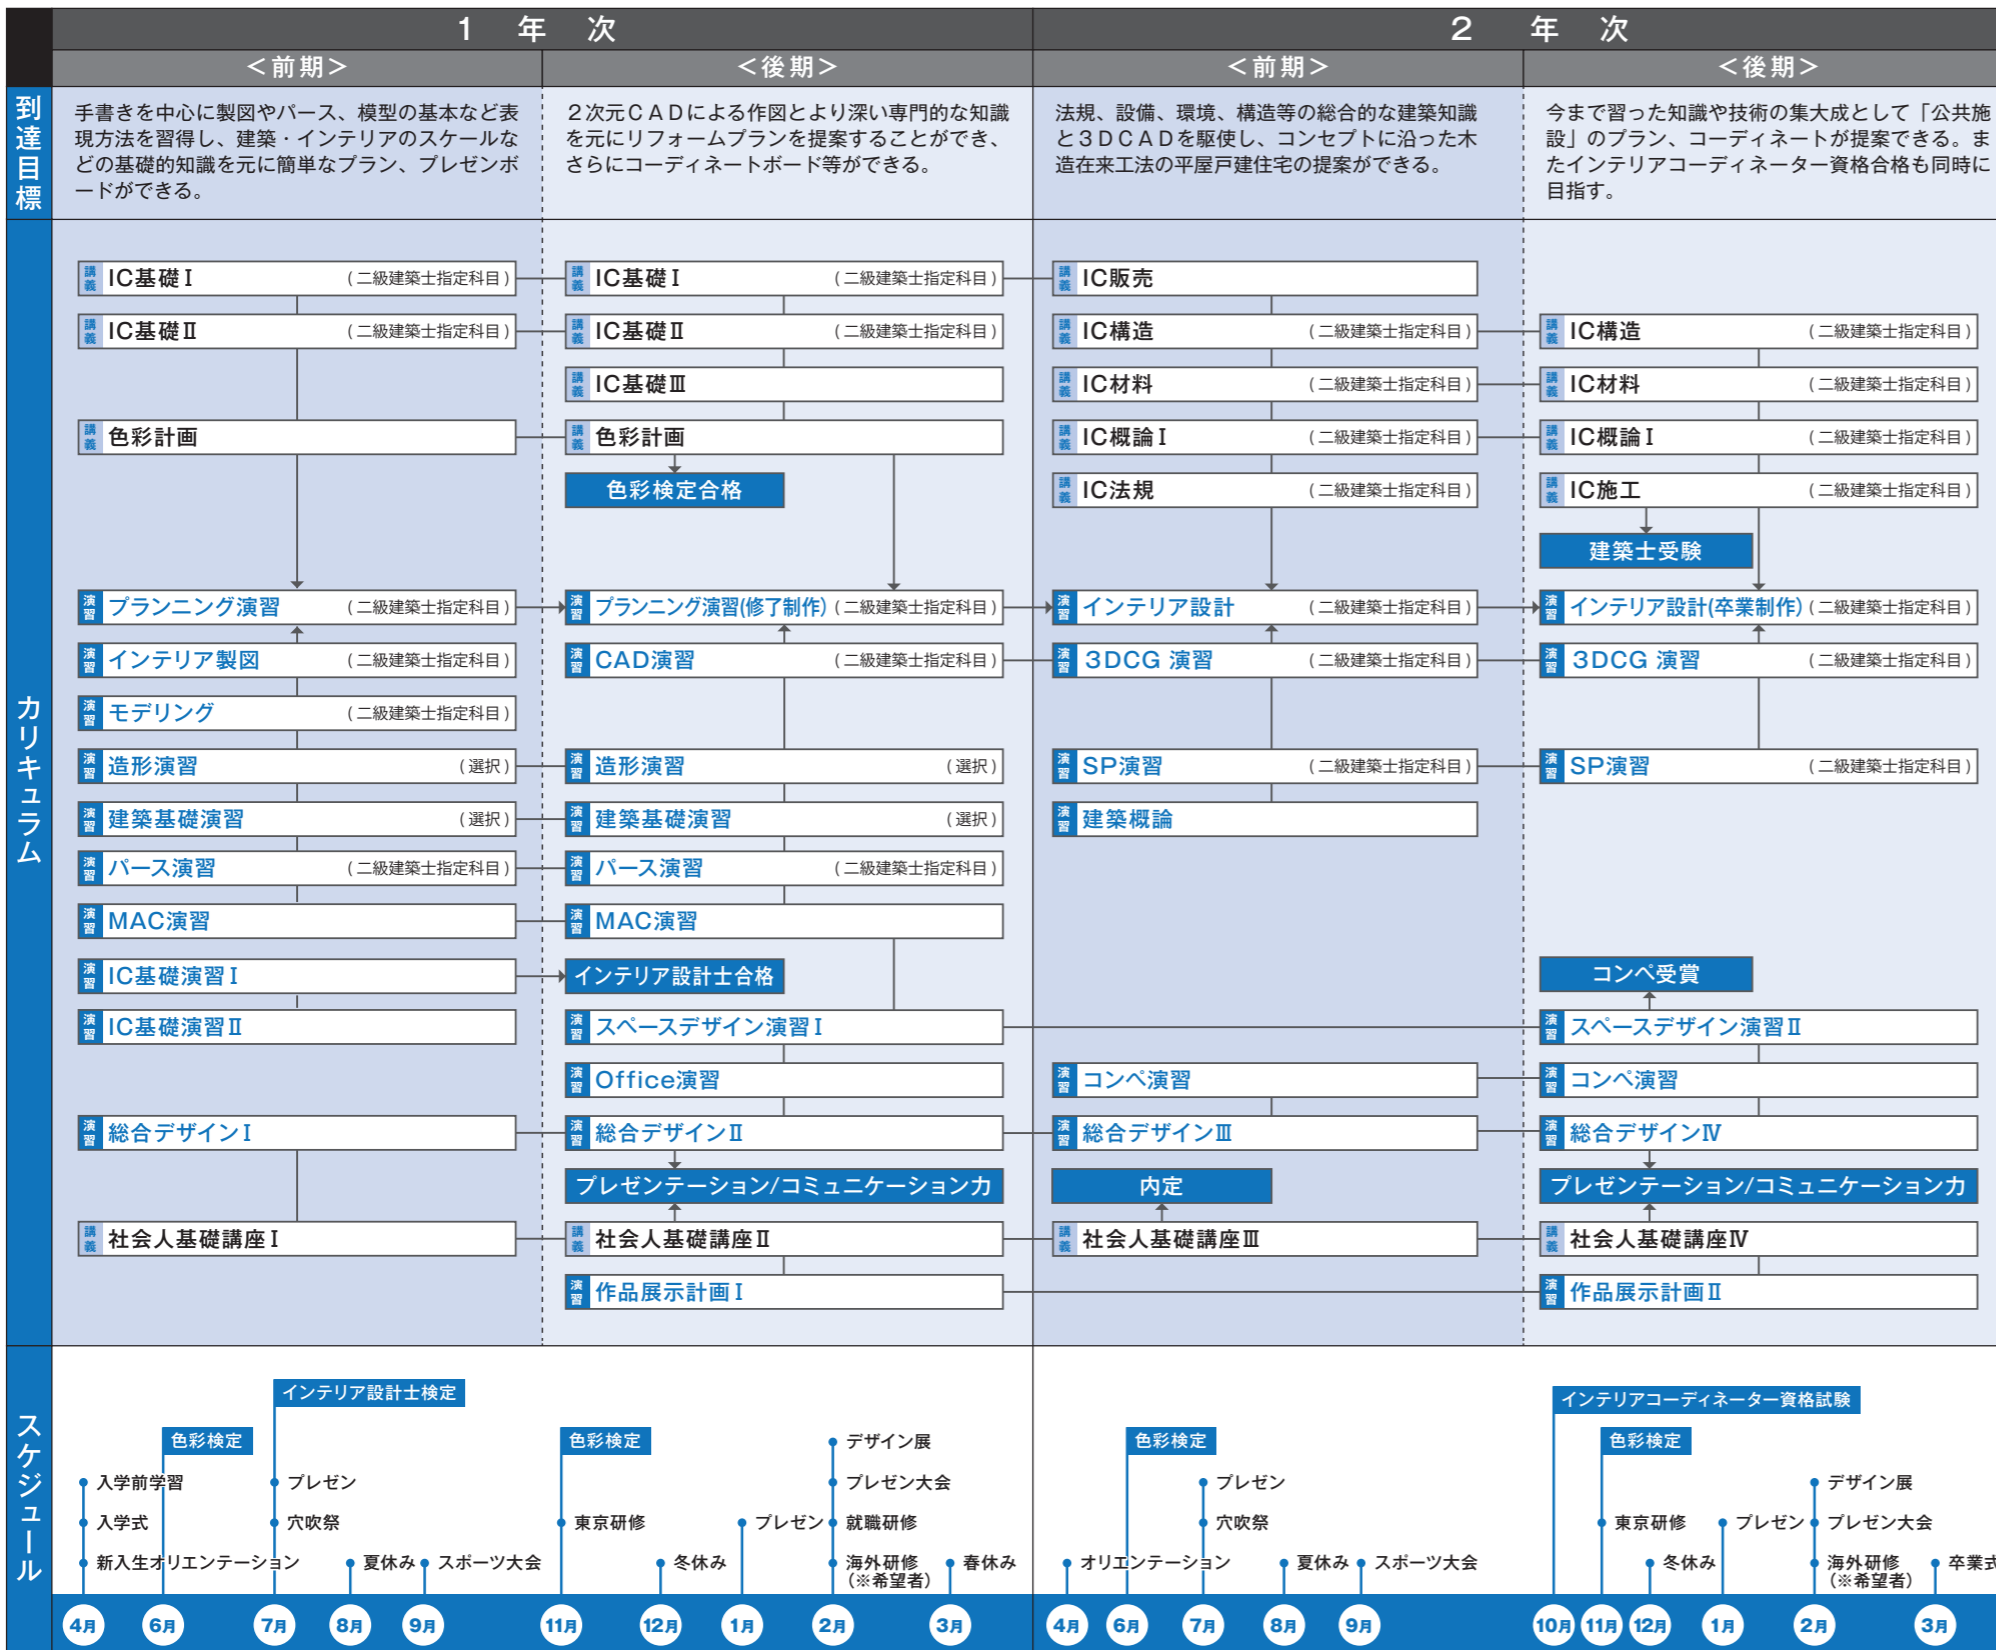 1 年 次
2 年 次
＜前期＞
＜後期＞
＜前期＞
＜後期＞
到達目標
手書きを中心に製図やパース、模型の基本など表
現方法を習得し、建築・インテリアのスケールな
どの基礎的知識を元に簡単なプラン、プレゼンボ
ードができる。
２次元ＣＡＤによる作図とより深い専門的な知識
を元にリフォームプランを提案することができ、
さらにコーディネートボード等ができる。
法規、設備、環境、構造等の総合的な建築知識
と３ＤＣＡＤを駆使し、コンセプトに沿った木
造在来工法の平屋戸建住宅の提案ができる。
今まで習った知識や技術の集大成として「公共施
設」のプラン、コーディネートが提案できる。ま
たインテリアコーディネーター資格合格も同時に
目指す。
カリキュラム
講義 IC基礎Ⅰ (二級建築士指定科目)
講義 IC基礎Ⅱ (二級建築士指定科目)
講義 色彩計画
演習 プランニング演習 (二級建築士指定科目)
演習 インテリア製図 (二級建築士指定科目)
演習 モデリング (二級建築士指定科目)
演習 造形演習 (選択)
演習 建築基礎演習 (選択)
演習 パース演習 (二級建築士指定科目)
演習 MAC演習
演習 IC基礎演習Ⅰ
演習 IC基礎演習Ⅱ
演習 総合デザインⅠ
講義 社会人基礎講座Ⅰ
講義 IC基礎Ⅰ (二級建築士指定科目)
講義 IC基礎Ⅱ (二級建築士指定科目)
講義 IC基礎Ⅲ
講義 色彩計画
色彩検定合格
演習 プランニング演習(修了制作) (二級建築士指定科目)
演習 CAD演習 (二級建築士指定科目)
演習 造形演習 (選択)
演習 建築基礎演習 (選択)
演習 パース演習 (二級建築士指定科目)
演習 MAC演習
インテリア設計士合格
演習 スペースデザイン演習Ⅰ
演習 Office演習
演習 総合デザインⅡ
プレゼンテーション/コミュニケーション力
講義 社会人基礎講座Ⅱ
演習 作品展示計画Ⅰ
講義 IC販売
講義 IC構造 (二級建築士指定科目)
講義 IC材料 (二級建築士指定科目)
講義 IC概論Ⅰ (二級建築士指定科目)
講義 IC法規 (二級建築士指定科目)
演習 インテリア設計 (二級建築士指定科目)
演習 3DCG 演習 (二級建築士指定科目)
演習 SP演習 (二級建築士指定科目)
演習 建築概論
演習 コンペ演習
演習 総合デザインⅢ
内定
講義 社会人基礎講座Ⅲ
講義 IC構造 (二級建築士指定科目)
講義 IC材料 (二級建築士指定科目)
講義 IC概論Ⅰ (二級建築士指定科目)
講義 IC施工 (二級建築士指定科目)
建築士受験
演習 インテリア設計(卒業制作) (二級建築士指定科目)
演習 3DCG 演習 (二級建築士指定科目)
演習 SP演習 (二級建築士指定科目)
コンペ受賞
演習 スペースデザイン演習Ⅱ
演習 コンペ演習
演習 総合デザインⅣ
プレゼンテーション/コミュニケーション力
講義 社会人基礎講座Ⅳ
演習 作品展示計画Ⅱ
スケジュール
入学前学習
入学式
新入生オリエンテーション
色彩検定
インテリア設計士検定
プレゼン
穴吹祭
夏休み
スポーツ大会
色彩検定
東京研修
冬休み
プレゼン
デザイン展
プレゼン大会
就職研修
海外研修
(※希望者)
春休み
オリエンテーション
色彩検定
プレゼン
穴吹祭
夏休み
スポーツ大会
インテリアコーディネーター資格試験
色彩検定
東京研修
冬休み
プレゼン
デザイン展
プレゼン大会
海外研修
(※希望者)
卒業式
4月 6月 7月 8月 9月 11月 12月 1月 2月 3月 4月 6月 7月 8月 9月 10月 11月 12月 1月 2月 3月